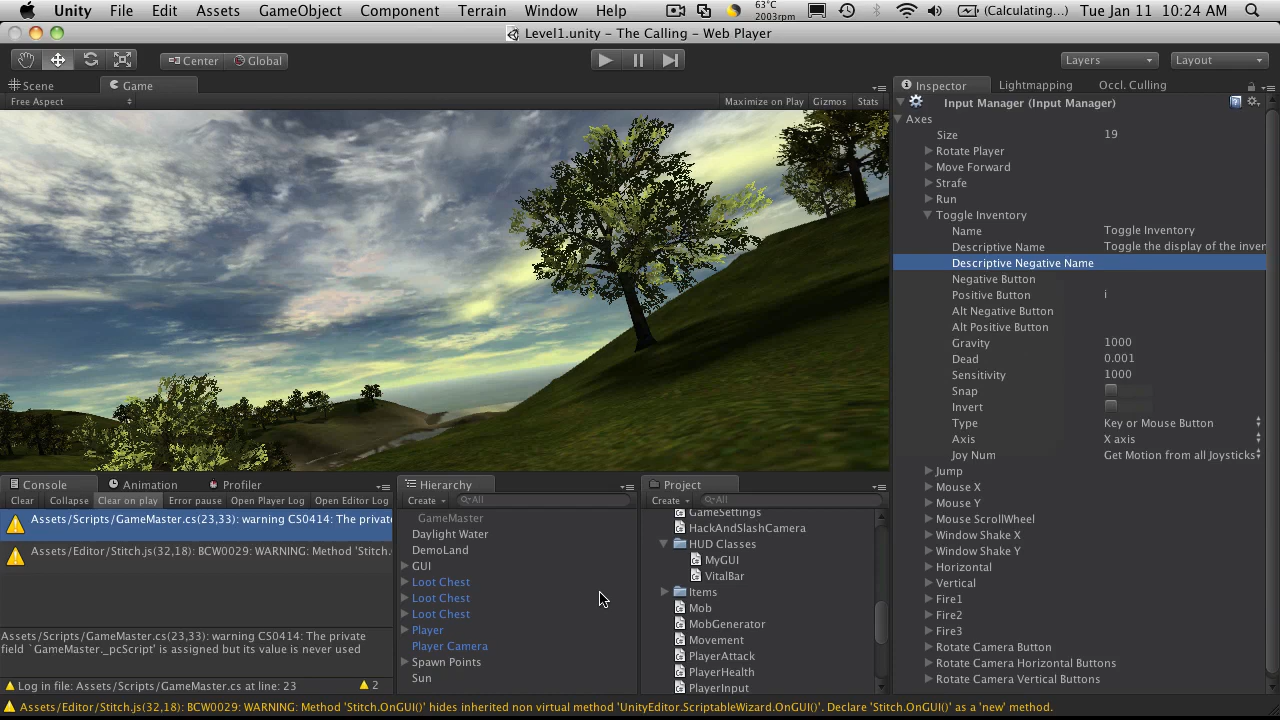 Unity File Edit Assets GameObject Component Terrain Window Help 63°C 2003rpm (Calculating...) Tue Jan 11 10:24 AM
Level1.unity – The Calling – Web Player
Center Global Layers Layout
Scene Game
Free Aspect Maximize on Play Gizmos Stats
Inspector Lightmapping Occl. Culling
Input Manager (Input Manager)
Axes
Size 19
Rotate Player
Move Forward
Strafe
Run
Toggle Inventory
Name Toggle Inventory
Descriptive Name Toggle the display of the inver
Descriptive Negative Name
Negative Button
Positive Button i
Alt Negative Button
Alt Positive Button
Gravity 1000
Dead 0.001
Sensitivity 1000
Snap
Invert
Type Key or Mouse Button
Axis X axis
Joy Num Get Motion from all Joysticks
Jump
Mouse X
Mouse Y
Mouse ScrollWheel
Window Shake X
Window Shake Y
Horizontal
Vertical
Fire1
Fire2
Fire3
Rotate Camera Button
Rotate Camera Horizontal Buttons
Rotate Camera Vertical Buttons
Console Animation Profiler
Clear Collapse Clear on play Error pause Open Player Log Open Editor Log
Assets/Scripts/GameMaster.cs(23,33): warning CS0414: The private
Assets/Editor/Stitch.js(32,18): BCW0029: WARNING: Method 'Stitch.
Assets/Scripts/GameMaster.cs(23,33): warning CS0414: The private
field `GameMaster._pcScript' is assigned but its value is never used
Log in file: Assets/Scripts/GameMaster.cs at line: 23 2
Hierarchy
Create All
GameMaster
Daylight Water
DemoLand
GUI
Loot Chest
Loot Chest
Loot Chest
Player
Player Camera
Spawn Points
Sun
Project
Create All
GameSettings
HackAndSlashCamera
HUD Classes
MyGUI
VitalBar
Items
Mob
MobGenerator
Movement
PlayerAttack
PlayerHealth
PlayerInput
Assets/Editor/Stitch.js(32,18): BCW0029: WARNING: Method 'Stitch.OnGUI()' hides inherited non virtual method 'UnityEditor.ScriptableWizard.OnGUI()'. Declare 'Stitch.OnGUI()' as a 'new' method.